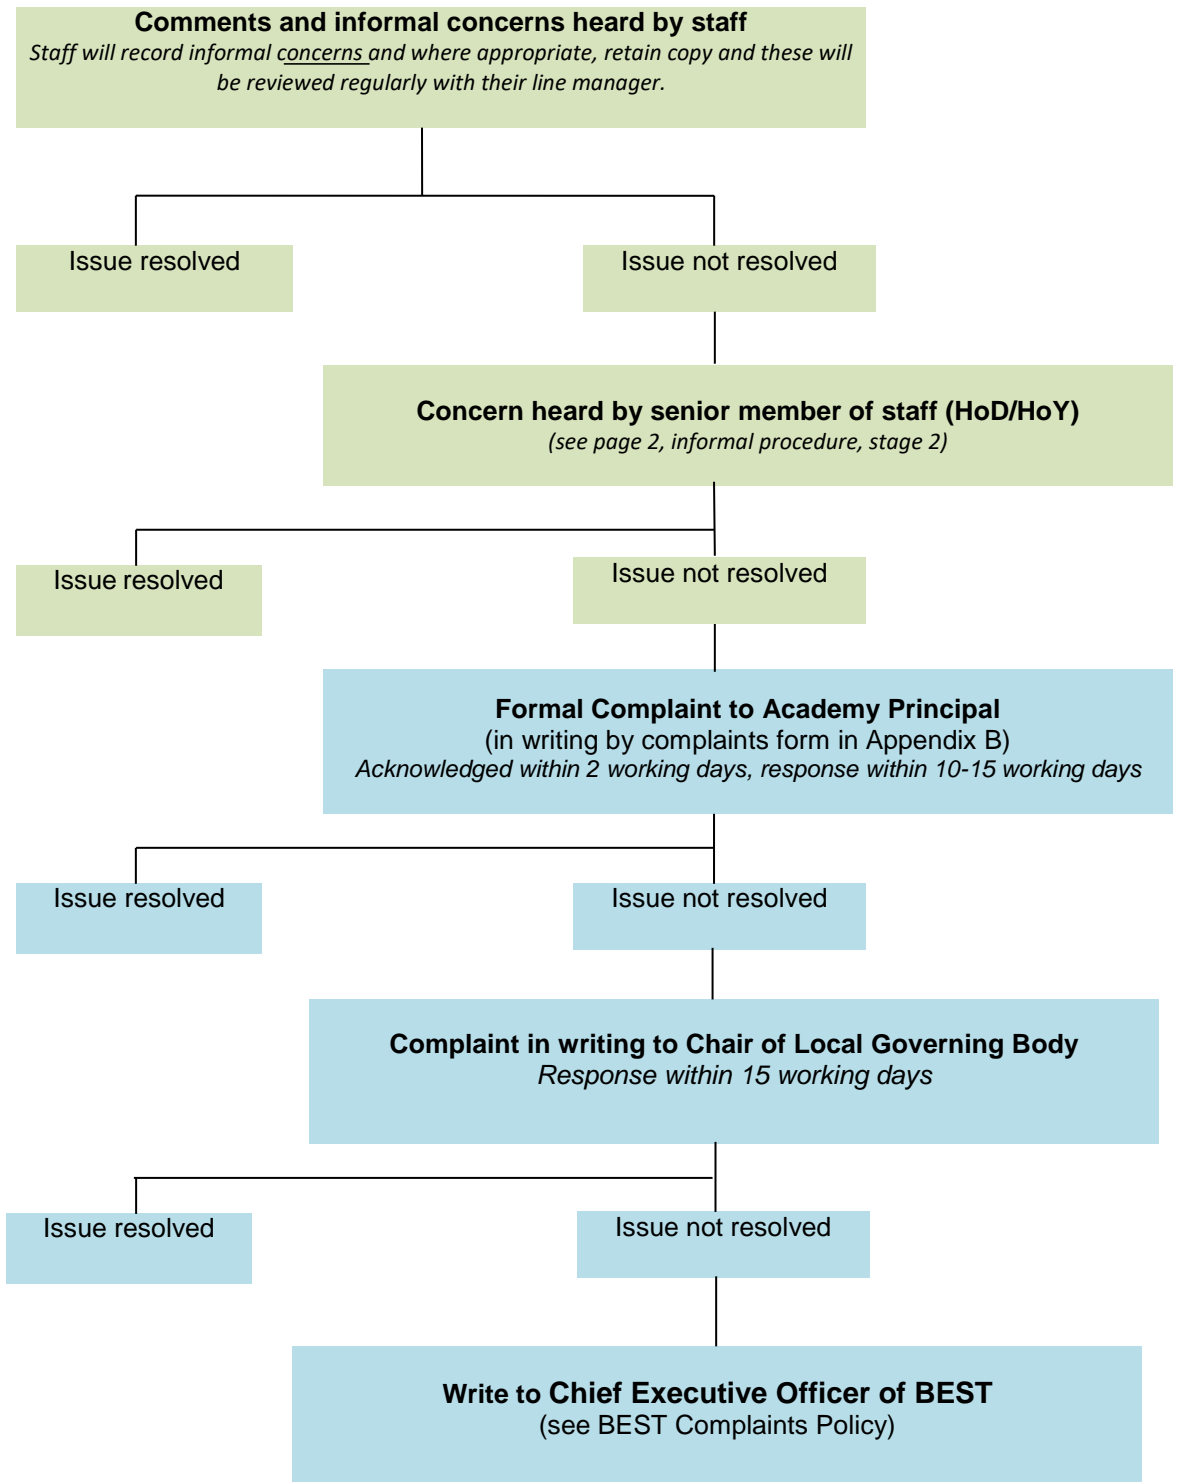 Comments and informal concerns heard by staff
Staff will record informal concerns and where appropriate, retain copy and these will
be reviewed regularly with their line manager.
Issue resolved
Issue not resolved
Concern heard by senior member of staff (HoD/HoY)
(see page 2, informal procedure, stage 2)
Issue resolved
Issue not resolved
Formal Complaint to Academy Principal
(in writing by complaints form in Appendix B)
Acknowledged within 2 working days, response within 10-15 working days
Issue resolved
Issue not resolved
Complaint in writing to Chair of Local Governing Body
Response within 15 working days
Issue resolved
Issue not resolved
Write to Chief Executive Officer of BEST
(see BEST Complaints Policy)